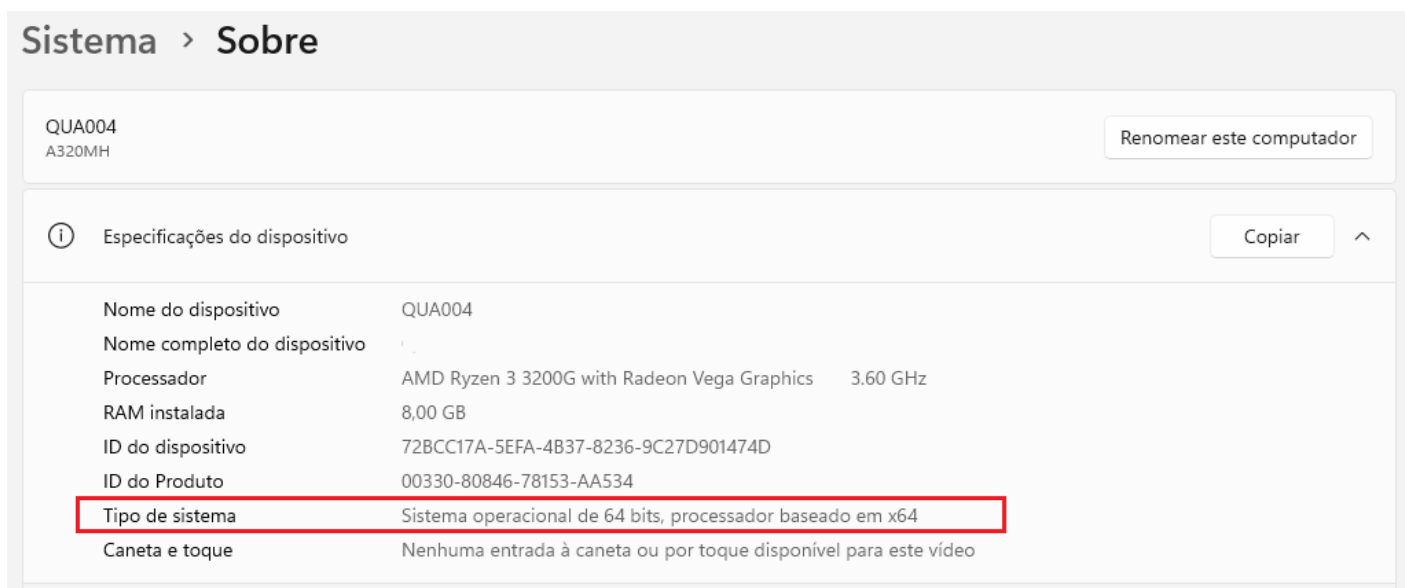 Sistema > Sobre
QUA004
A320MH
Renomear este computador
Especificações do dispositivo
Copiar
Nome do dispositivo QUA004
Nome completo do dispositivo
Processador AMD Ryzen 3 3200G with Radeon Vega Graphics 3.60 GHz
RAM instalada 8,00 GB
ID do dispositivo 72BCC17A-5EFA-4B37-8236-9C27D901474D
ID do Produto 00330-80846-78153-AA534
Tipo de sistema Sistema operacional de 64 bits, processador baseado em x64
Caneta e toque Nenhuma entrada à caneta ou por toque disponível para este vídeo